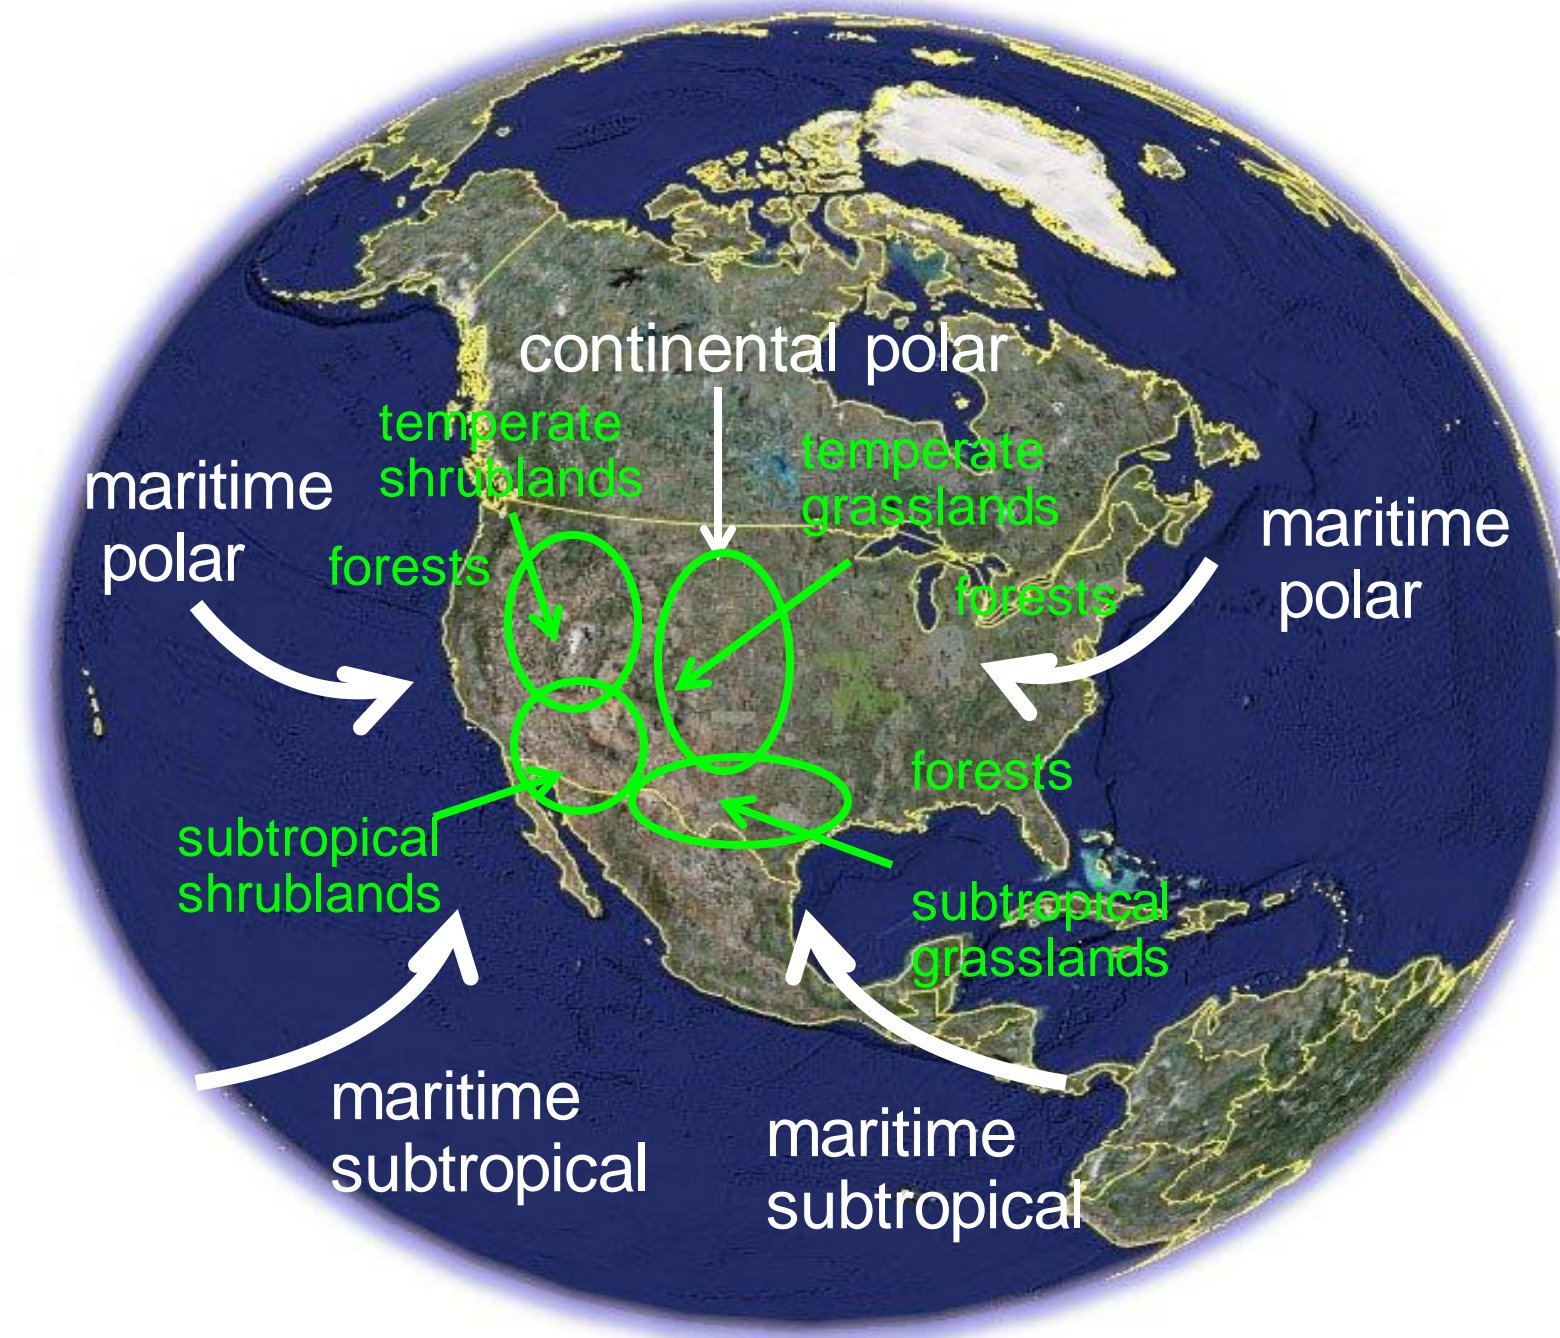 continental polar
temperate
shrublands
temperate
grasslands
maritime
polar
maritime
polar
forests
forests
forests
subtropical
shrublands
subtropical
grasslands
maritime
subtropical
maritime
subtropical